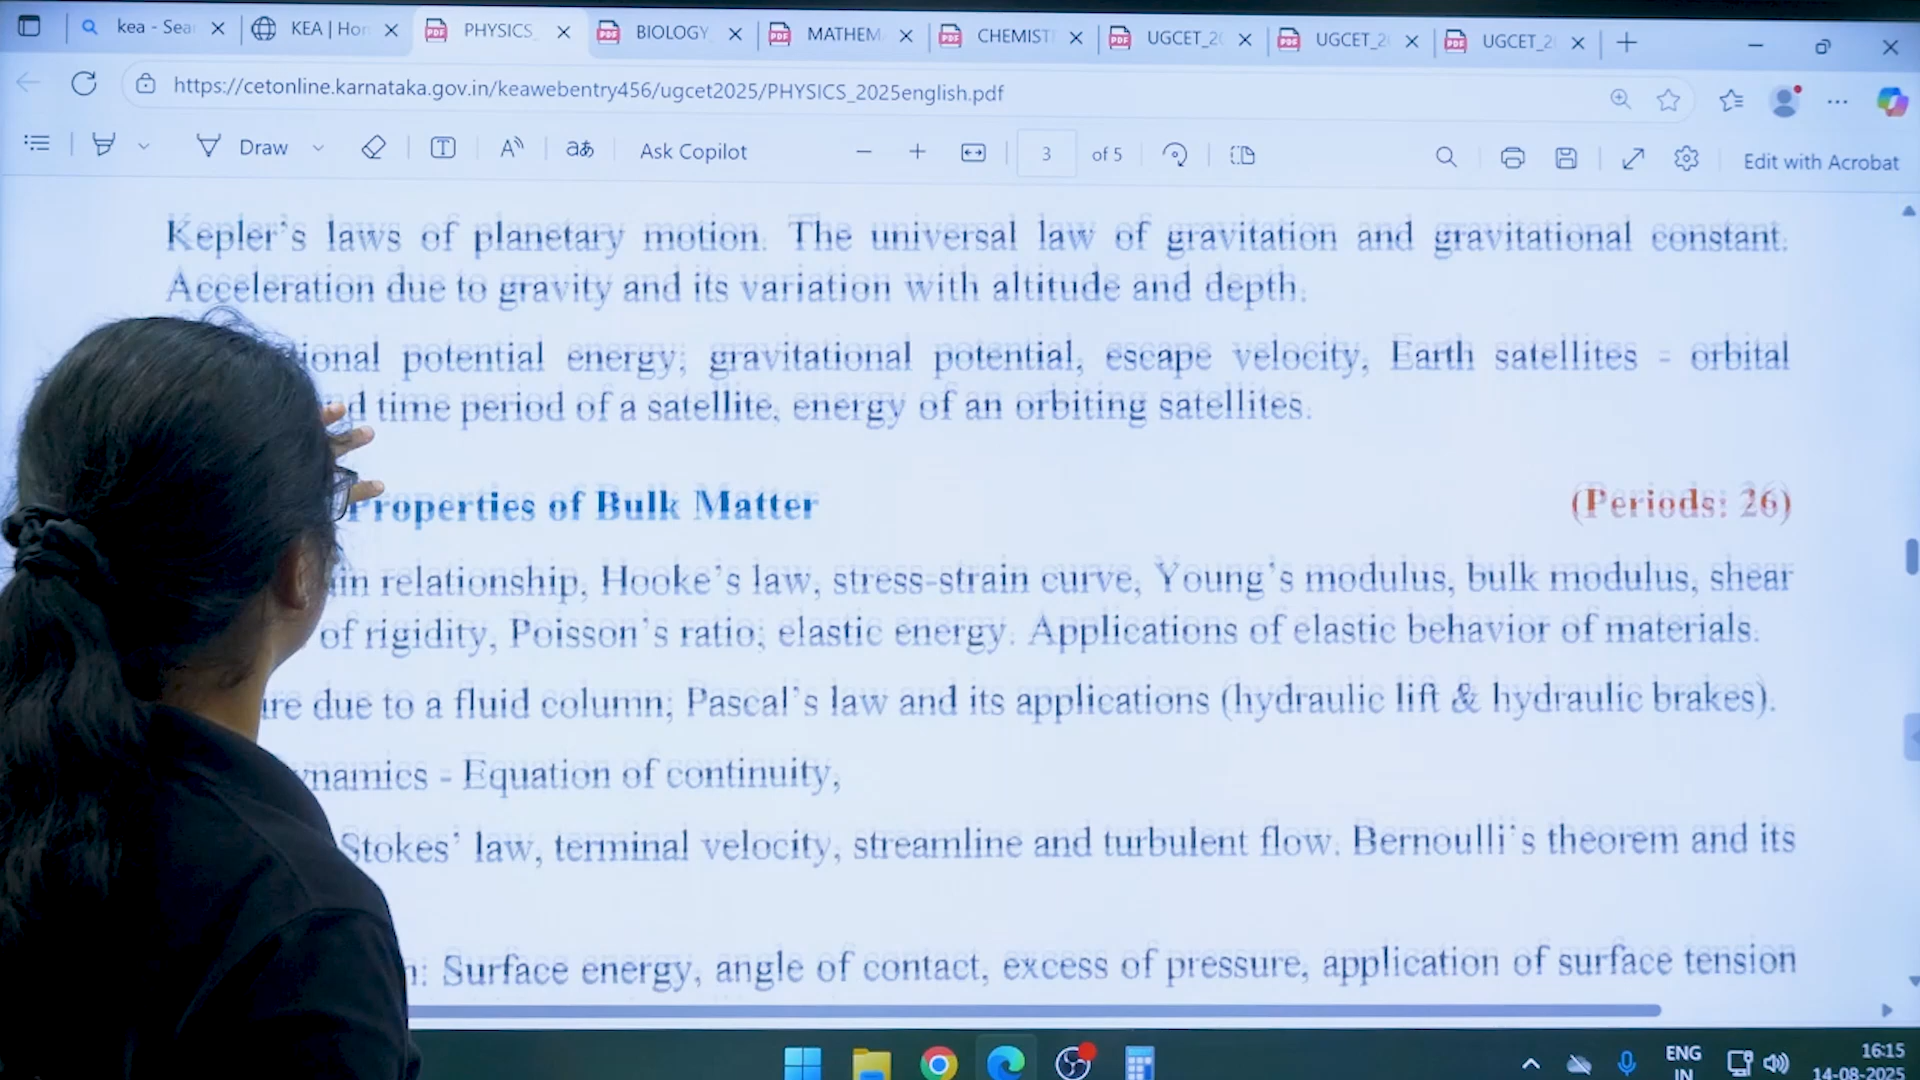 kea - Sear
KEA | Hon
PHYSICS_
BIOLOGY_
MATHEM
CHEMIST
UGCET_20
UGCET_2
UGCET_2
https://cetonline.karnataka.gov.in/keawebentry456/ugcet2025/PHYSICS_2025english.pdf
Draw
Ask Copilot
3 of 5
Edit with Acrobat
Kepler's laws of planetary motion. The universal law of gravitation and gravitational constant.
Acceleration due to gravity and its variation with altitude and depth.
ional potential energy; gravitational potential, escape velocity, Earth satellites - orbital
d time period of a satellite, energy of an orbiting satellites.
Properties of Bulk Matter (Periods: 26)
in relationship, Hooke's law, stress-strain curve, Young's modulus, bulk modulus, shear
of rigidity, Poisson's ratio; elastic energy. Applications of elastic behavior of materials.
re due to a fluid column; Pascal's law and its applications (hydraulic lift & hydraulic brakes).
ynamics - Equation of continuity,
Stokes' law, terminal velocity, streamline and turbulent flow. Bernoulli's theorem and its
n: Surface energy, angle of contact, excess of pressure, application of surface tension
ENG
IN
16:15
14-08-2025